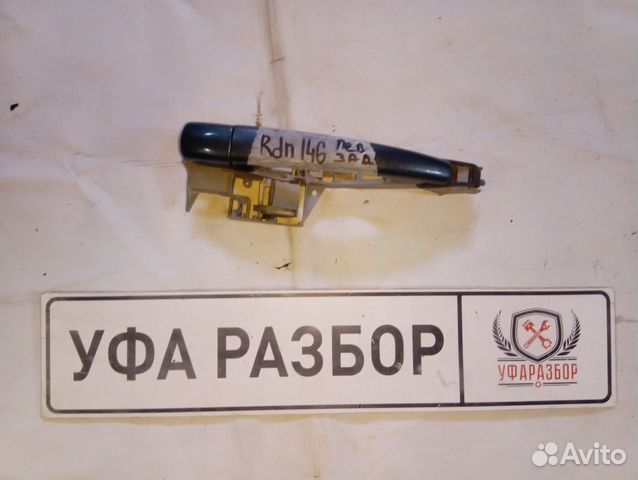 Rdn 146
лев
зад
УФА РАЗБОР
УФАРАЗБОР
Avito